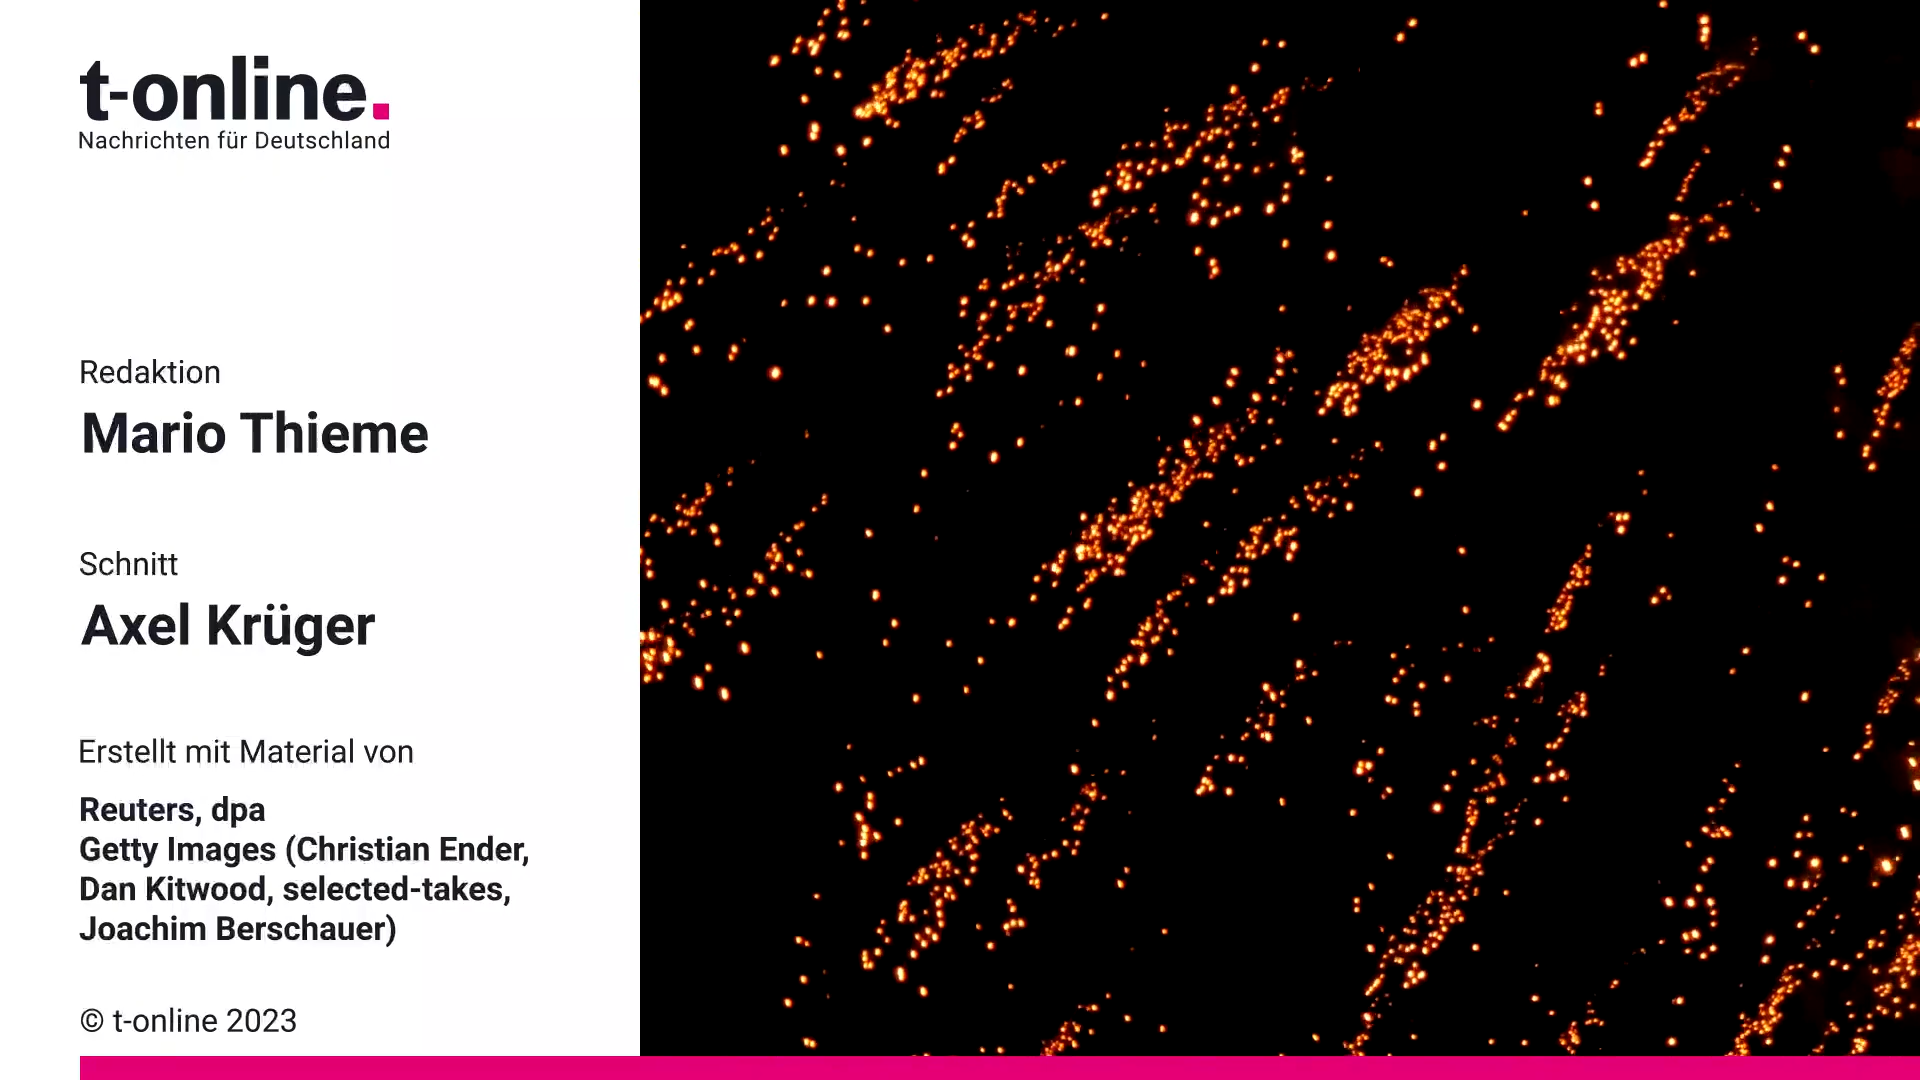 t-online.
Nachrichten für Deutschland
Redaktion
Mario Thieme
Schnitt
Axel Krüger
Erstellt mit Material von
Reuters, dpa
Getty Images (Christian Ender,
Dan Kitwood, selected-takes,
Joachim Berschauer)
© t-online 2023